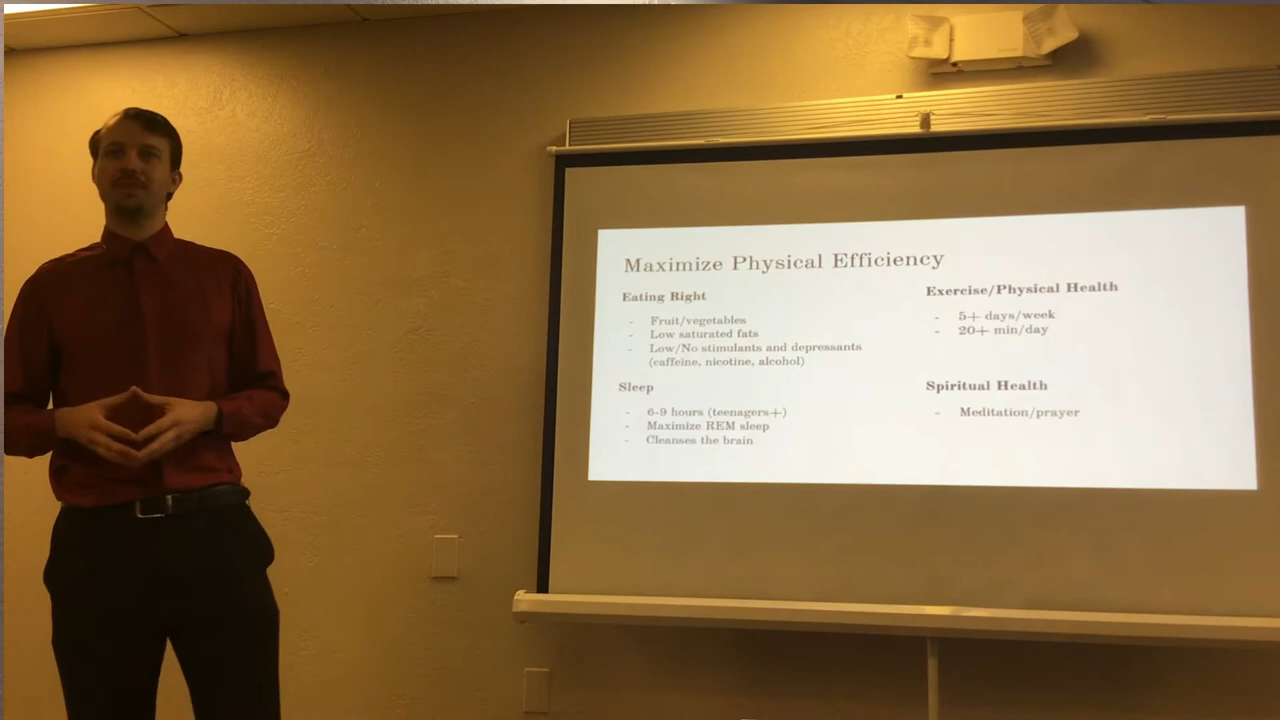 Maximize Physical Efficiency
Eating Right
- Fruit/vegetables
- Low saturated fats
- Low/No stimulants and depressants
(caffeine, nicotine, alcohol)
Sleep
- 6-9 hours (teenagers+)
- Maximize REM sleep
- Cleanses the brain
Exercise/Physical Health
- 5+ days/week
- 20+ min/day
Spiritual Health
- Meditation/prayer